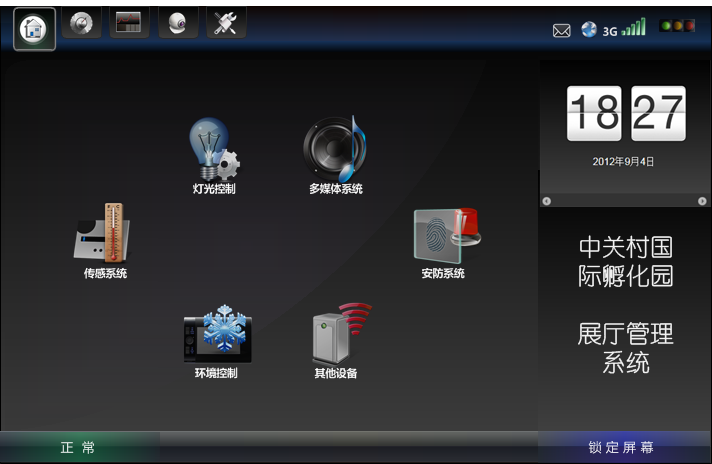 3G
18 27
2012年9月4日
灯光控制
多媒体系统
传感系统
安防系统
中关村国
际孵化园
展厅管理
系统
环境控制
其他设备
正常
锁定屏幕